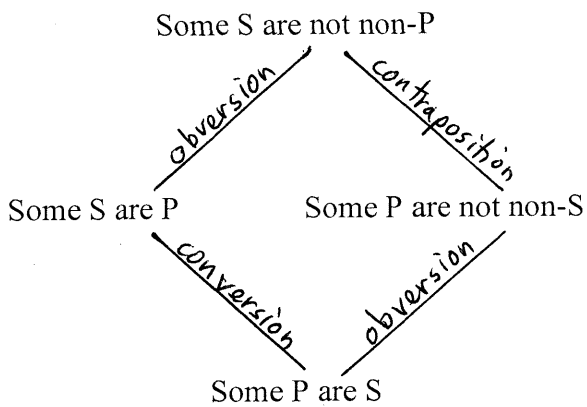 Some S are not non-P
obversion
contraposition
Some S are P
Some P are not non-S
conversion
obversion
Some P are S